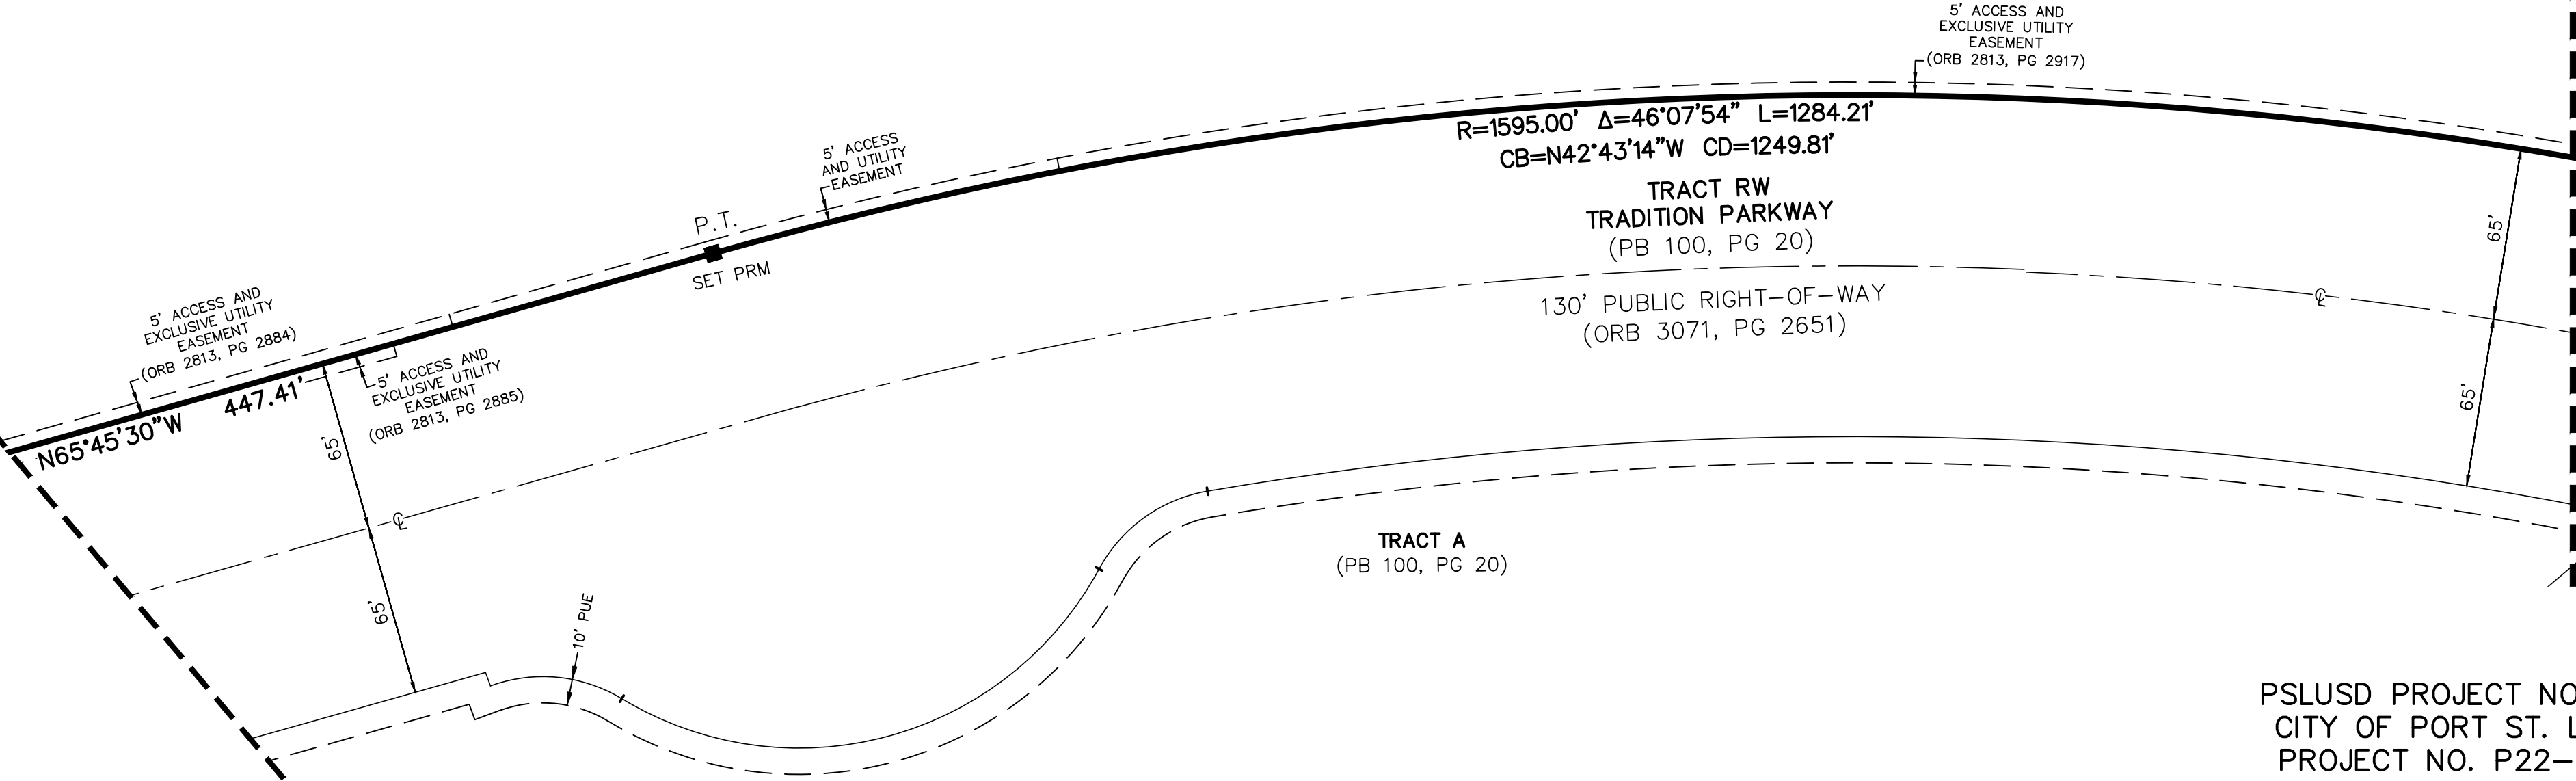 5' ACCESS AND
EXCLUSIVE UTILITY
EASEMENT
(ORB 2813, PG 2917)
R=1595.00' Δ=46°07'54" L=1284.21'
CB=N42°43'14"W CD=1249.81'
5' ACCESS
AND UTILITY
EASEMENT
TRACT RW
TRADITION PARKWAY
(PB 100, PG 20)
P.T.
SET PRM
65'
130' PUBLIC RIGHT-OF-WAY
(ORB 3071, PG 2651)
℄
5' ACCESS AND
EXCLUSIVE UTILITY
EASEMENT
(ORB 2813, PG 2884)
5' ACCESS AND
EXCLUSIVE UTILITY
EASEMENT
(ORB 2813, PG 2885)
N65°45'30"W 447.41'
65'
65'
℄
TRACT A
(PB 100, PG 20)
65'
10' PUE
PSLUSD PROJECT NO
CITY OF PORT ST. L
PROJECT NO. P22-